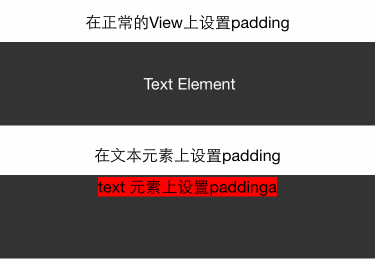 在正常的View上设置padding
Text Element
在文本元素上设置padding
text 元素上设置paddinga